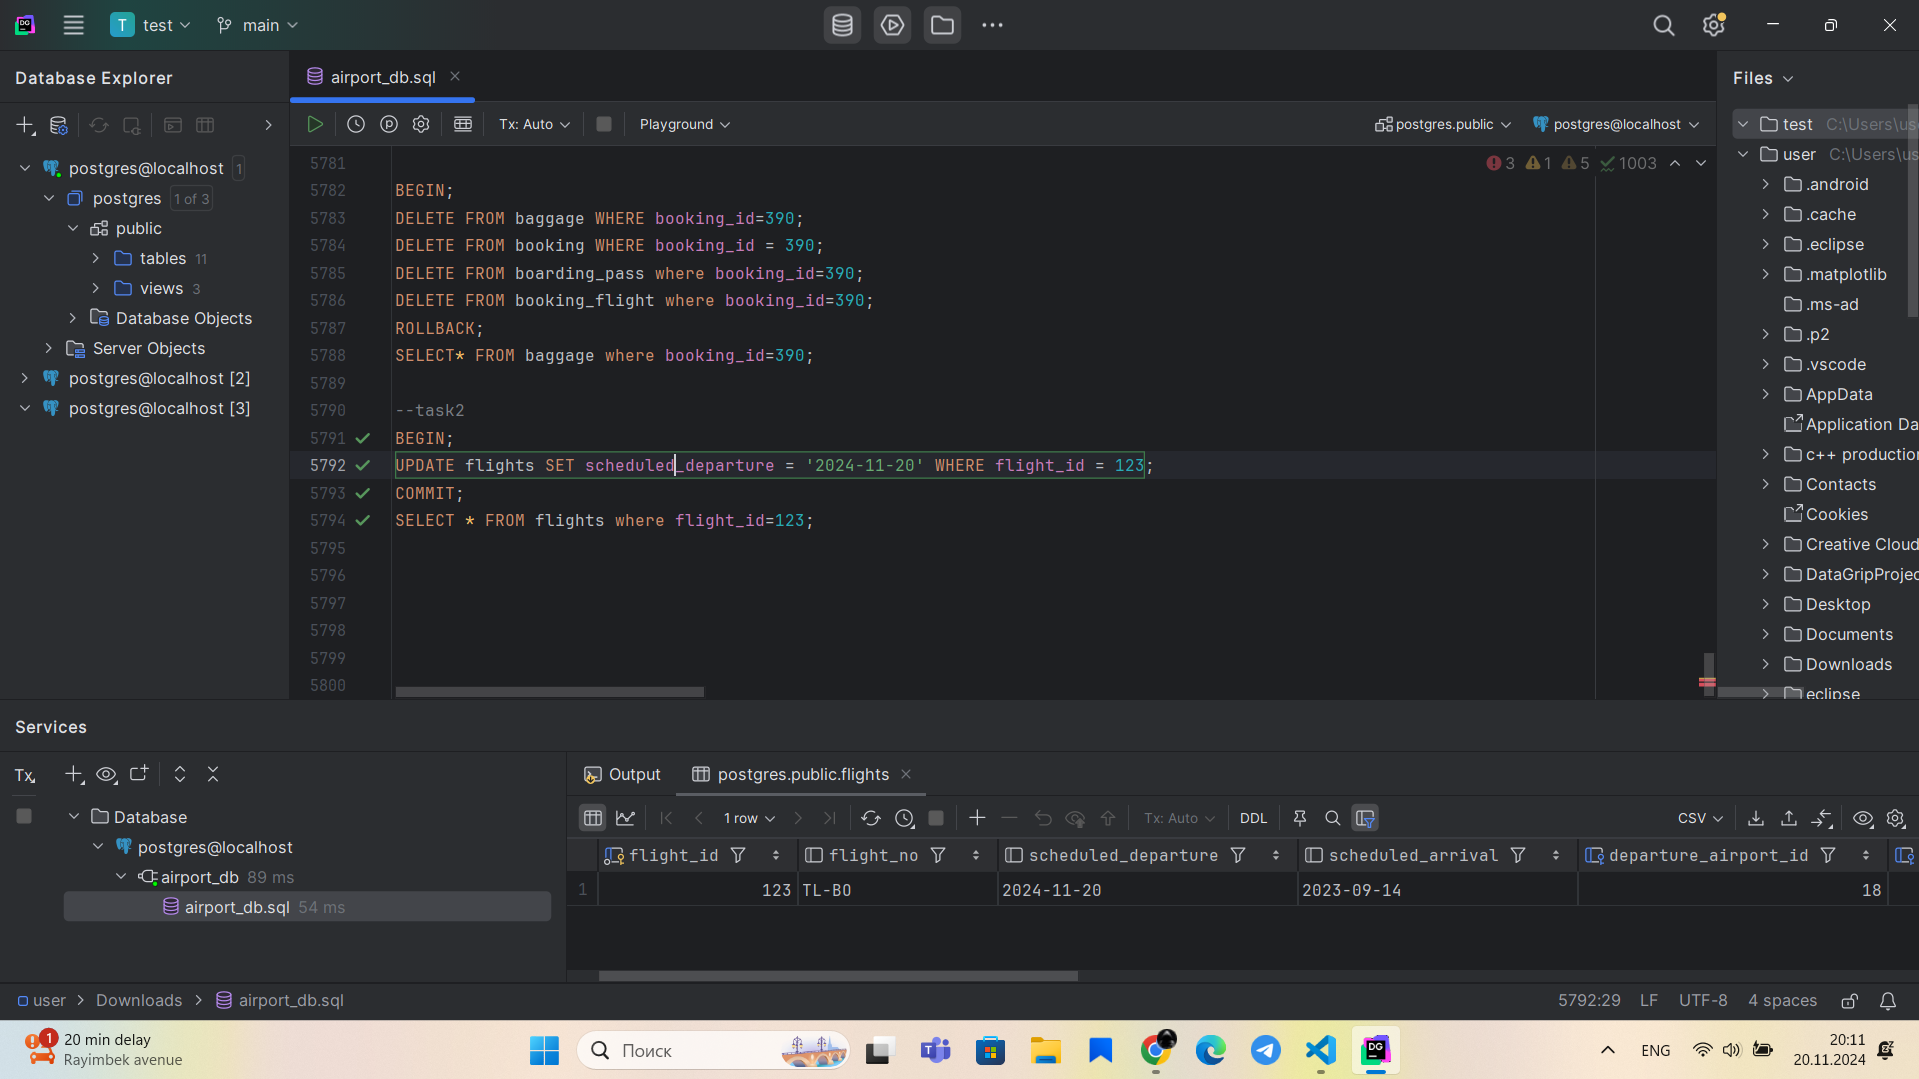 T test main
Database Explorer
airport_db.sql
Files
Tx: Auto
Playground
postgres.public
postgres@localhost
postgres@localhost 1
postgres 1 of 3
public
tables 11
views 3
Database Objects
Server Objects
postgres@localhost [2]
postgres@localhost [3]
3 1 5 1003
5781
5782 BEGIN;
5783 DELETE FROM baggage WHERE booking_id=390;
5784 DELETE FROM booking WHERE booking_id = 390;
5785 DELETE FROM boarding_pass where booking_id=390;
5786 DELETE FROM booking_flight where booking_id=390;
5787 ROLLBACK;
5788 SELECT* FROM baggage where booking_id=390;
5789
5790 --task2
5791 BEGIN;
5792 UPDATE flights SET scheduled_departure = '2024-11-20' WHERE flight_id = 123;
5793 COMMIT;
5794 SELECT * FROM flights where flight_id=123;
5795
5796
5797
5798
5799
5800
test C:\Users\us
user C:\Users\us
.android
.cache
.eclipse
.matplotlib
.ms-ad
.p2
.vscode
AppData
Application Da
c++ production
Contacts
Cookies
Creative Cloud
DataGripProjec
Desktop
Documents
Downloads
eclipse
Services
Tx
Database
postgres@localhost
airport_db 89 ms
airport_db.sql 54 ms
Output
postgres.public.flights
1 row
Tx: Auto
DDL
CSV
flight_id flight_no scheduled_departure scheduled_arrival departure_airport_id
1 123 TL-BO 2024-11-20 2023-09-14 18
user > Downloads > airport_db.sql
5792:29 LF UTF-8 4 spaces
1
20 min delay
Rayimbek avenue
Поиск
ENG
20:11
20.11.2024